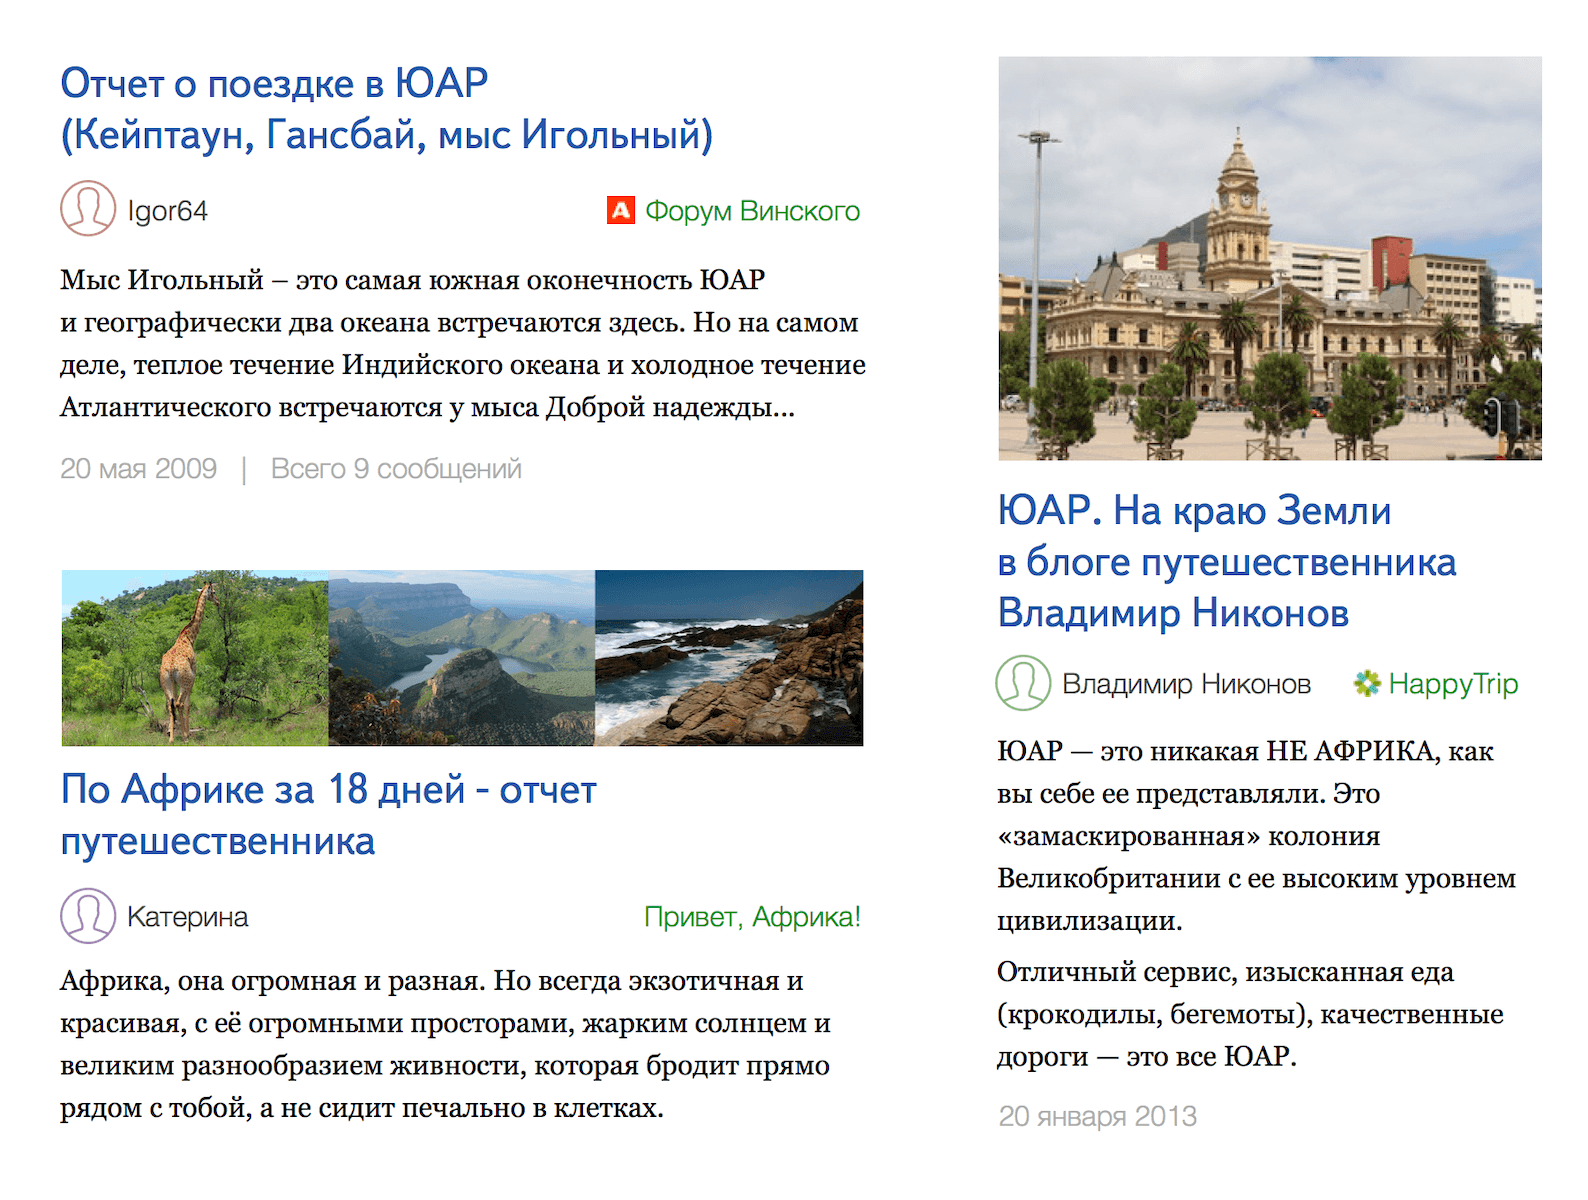 Отчет о поездке в ЮАР
(Кейптаун, Гансбай, мыс Игольный)
Igor64
Форум Винского
Мыс Игольный – это самая южная оконечность ЮАР
и географически два океана встречаются здесь. Но на самом
деле, теплое течение Индийского океана и холодное течение
Атлантического встречаются у мыса Доброй надежды...
20 мая 2009 | Всего 9 сообщений
По Африке за 18 дней - отчет
путешественника
Катерина
Привет, Африка!
Африка, она огромная и разная. Но всегда экзотичная и
красивая, с её огромными просторами, жарким солнцем и
великим разнообразием живности, которая бродит прямо
рядом с тобой, а не сидит печально в клетках.
ЮАР. На краю Земли
в блоге путешественника
Владимир Никонов
Владимир Никонов
HappyTrip
ЮАР — это никакая НЕ АФРИКА, как
вы себе ее представляли. Это
«замаскированная» колония
Великобритании с ее высоким уровнем
цивилизации.
Отличный сервис, изысканная еда
(крокодилы, бегемоты), качественные
дороги — это все ЮАР.
20 января 2013